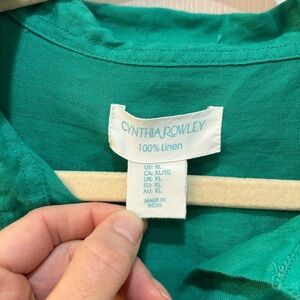 CYNTHIA ROWLEY
100% Linen
US: XL
CA: XL/TG
UK: XL
EU: XL
AU: XL
MADE IN
INDIA